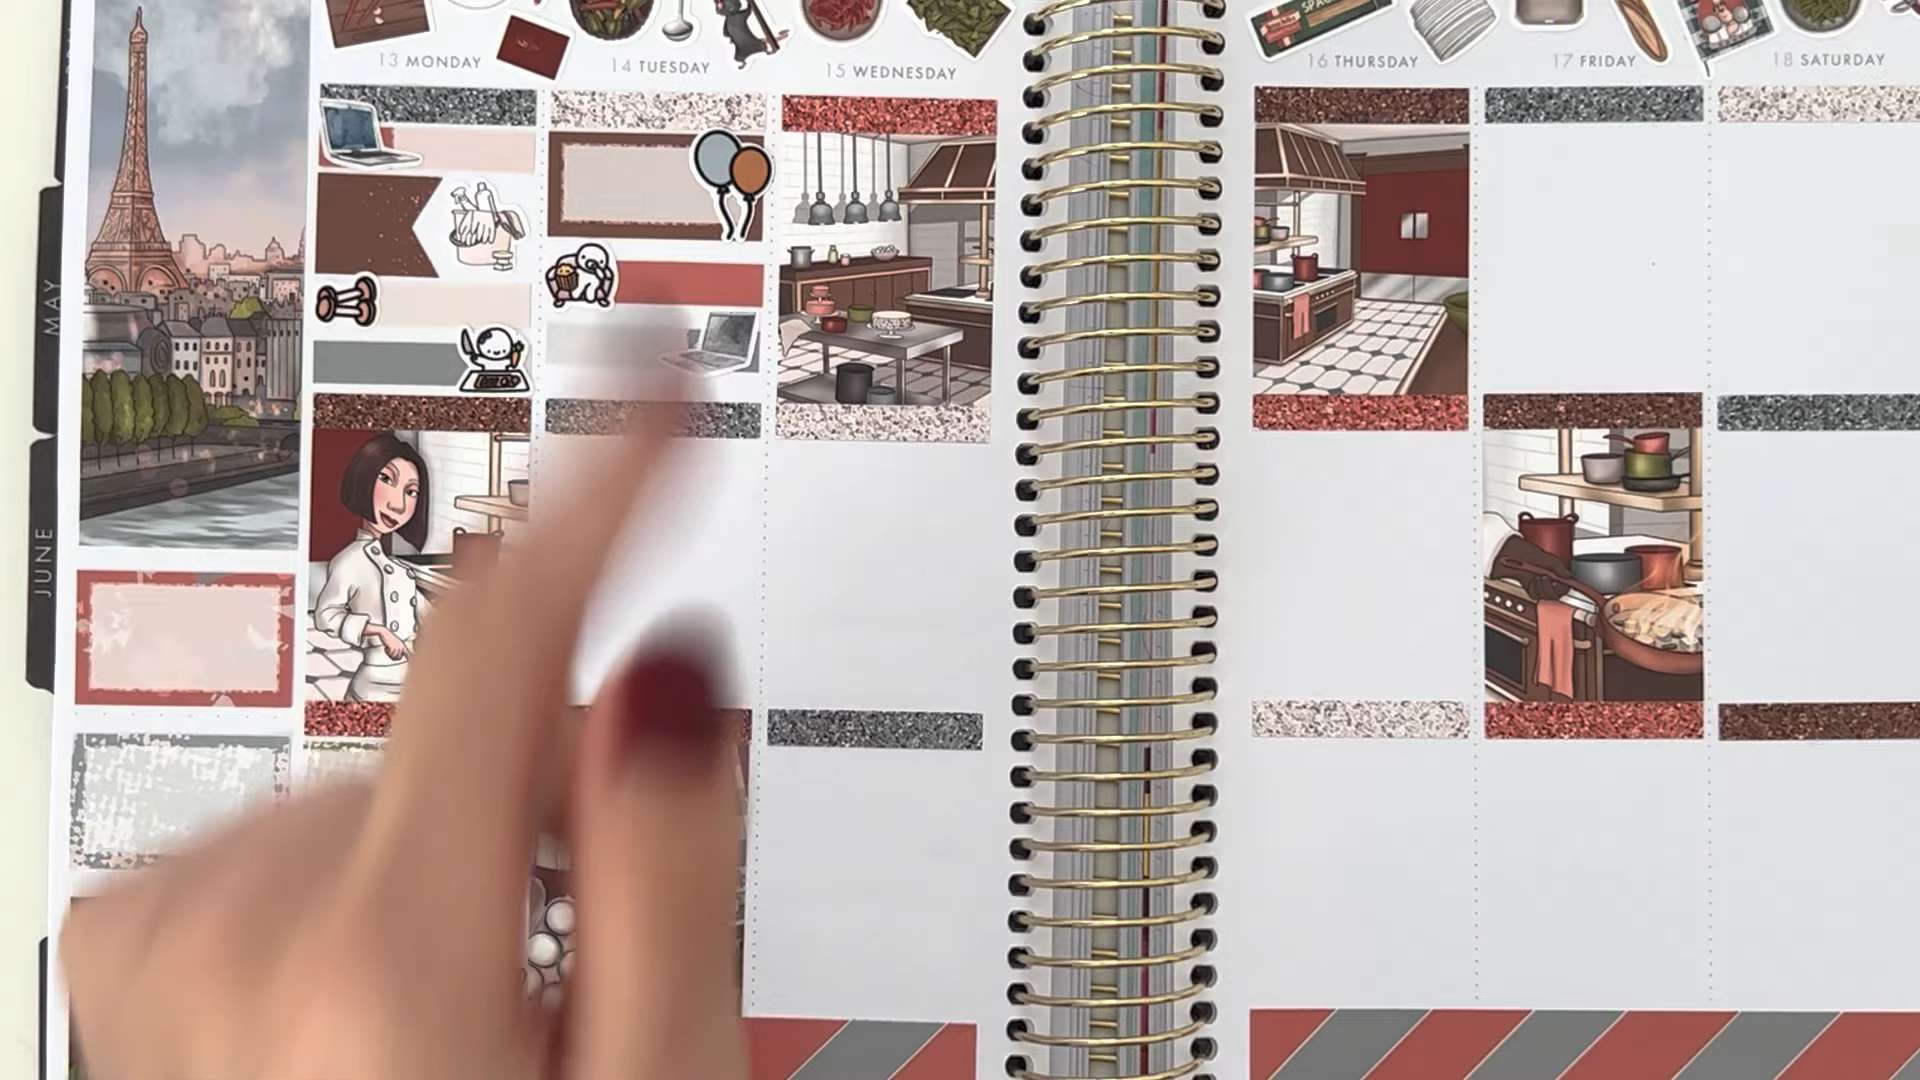 13 MONDAY
14 TUESDAY
15 WEDNESDAY
16 THURSDAY
17 FRIDAY
18 SATURDAY
MAY
JUNE